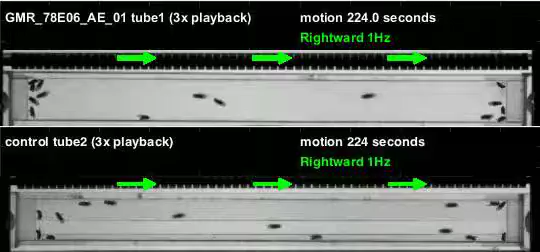 GMR_78E06_AE_01 tube1 (3x playback)
motion 224.0 seconds
Rightward 1Hz
control tube2 (3x playback)
motion 224 seconds
Rightward 1Hz